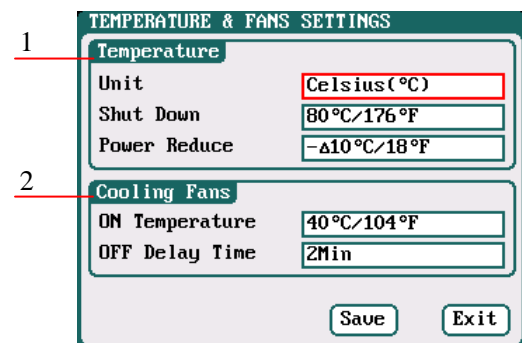 TEMPERATURE & FANS SETTINGS
1
Temperature
Unit Celsius(°C)
Shut Down 80°C/176°F
Power Reduce -Δ10°C/18°F
2
Cooling Fans
ON Temperature 40°C/104°F
OFF Delay Time 2Min
Save Exit